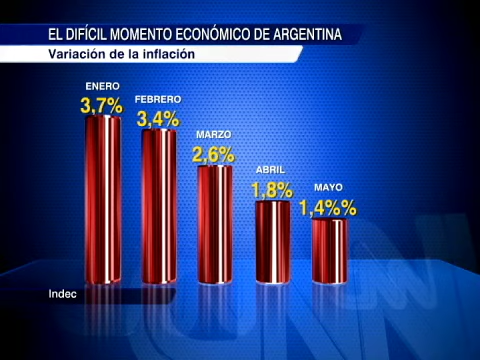 EL DIFÍCIL MOMENTO ECONÓMICO DE ARGENTINA
Variación de la inflación
ENERO
3,7%
FEBRERO
3,4%
MARZO
2,6%
ABRIL
1,8%
MAYO
1,4%%
Indec
CNN